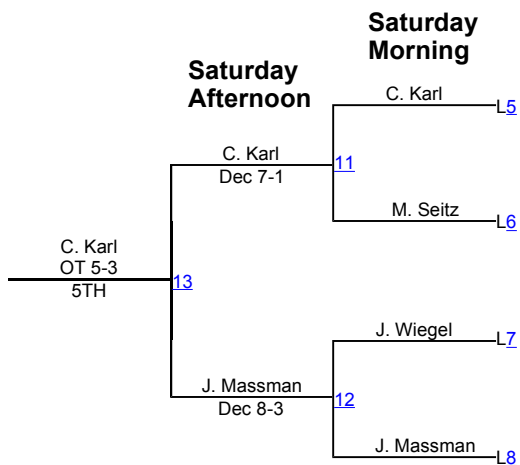 Saturday
Morning
Saturday
Afternoon
C. Karl
L5
C. Karl
Dec 7-1
11
M. Seitz
L6
C. Karl
OT 5-3
5TH
13
J. Wiegel
L7
J. Massman
Dec 8-3
12
J. Massman
L8